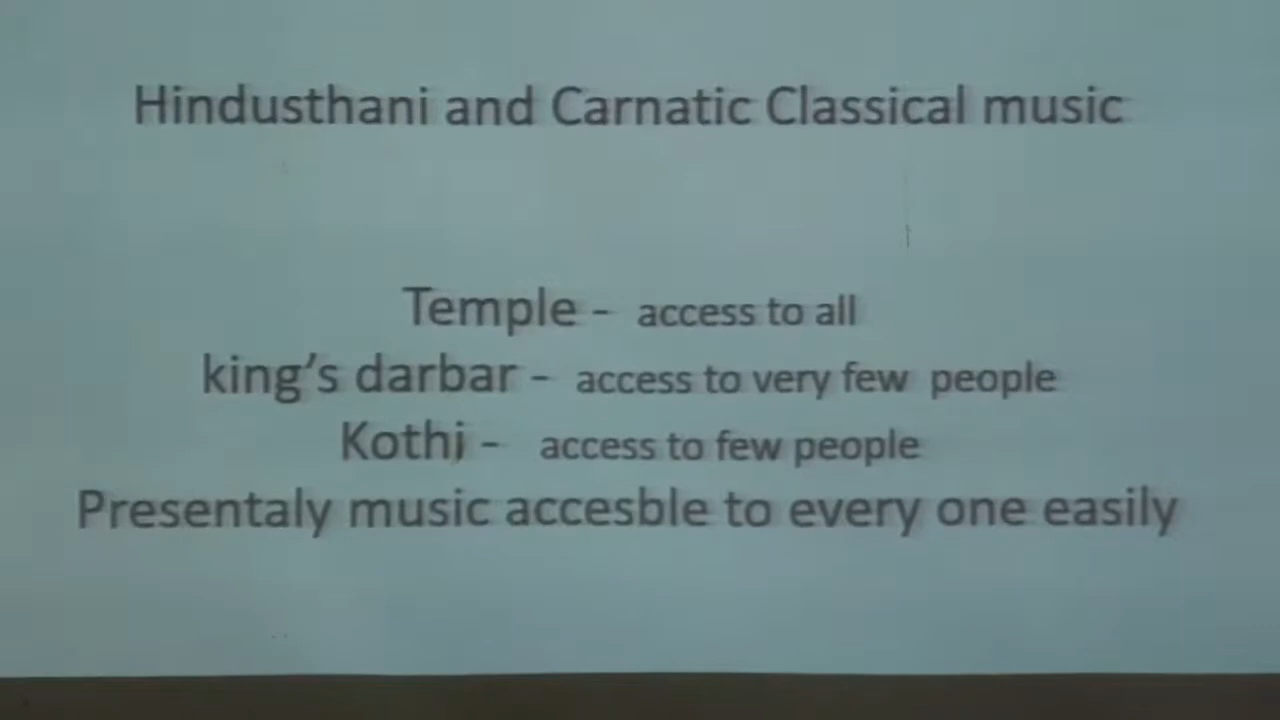 Hindusthani and Carnatic Classical music
Temple - access to all
king's darbar - access to very few people
Kothi - access to few people
Presentaly music accesble to every one easily